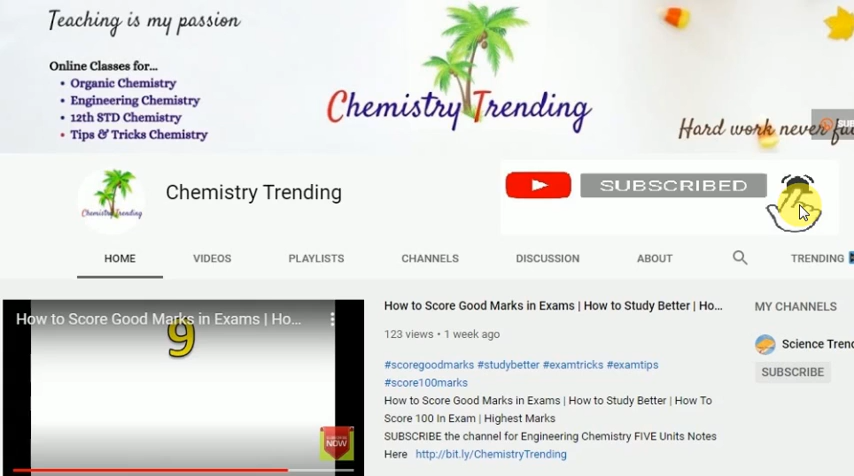 Teaching is my passion
Online Classes for...
• Organic Chemistry
• Engineering Chemistry
• 12th STD Chemistry
• Tips & Tricks Chemistry
Chemistry Trending
Hard work never
SUB
Chemistry Trending
Chemistry Trending
SUBSCRIBED
HOME VIDEOS PLAYLISTS CHANNELS DISCUSSION ABOUT TRENDING
How to Score Good Marks in Exams | Ho...
9
NOW
How to Score Good Marks in Exams | How to Study Better | Ho...
123 views • 1 week ago
#scoregoodmarks #studybetter #examtricks #examtips
#score100marks
How to Score Good Marks in Exams | How to Study Better | How To
Score 100 In Exam | Highest Marks
SUBSCRIBE the channel for Engineering Chemistry FIVE Units Notes
Here http://bit.ly/ChemistryTrending
MY CHANNELS
Science Tren
SUBSCRIBE